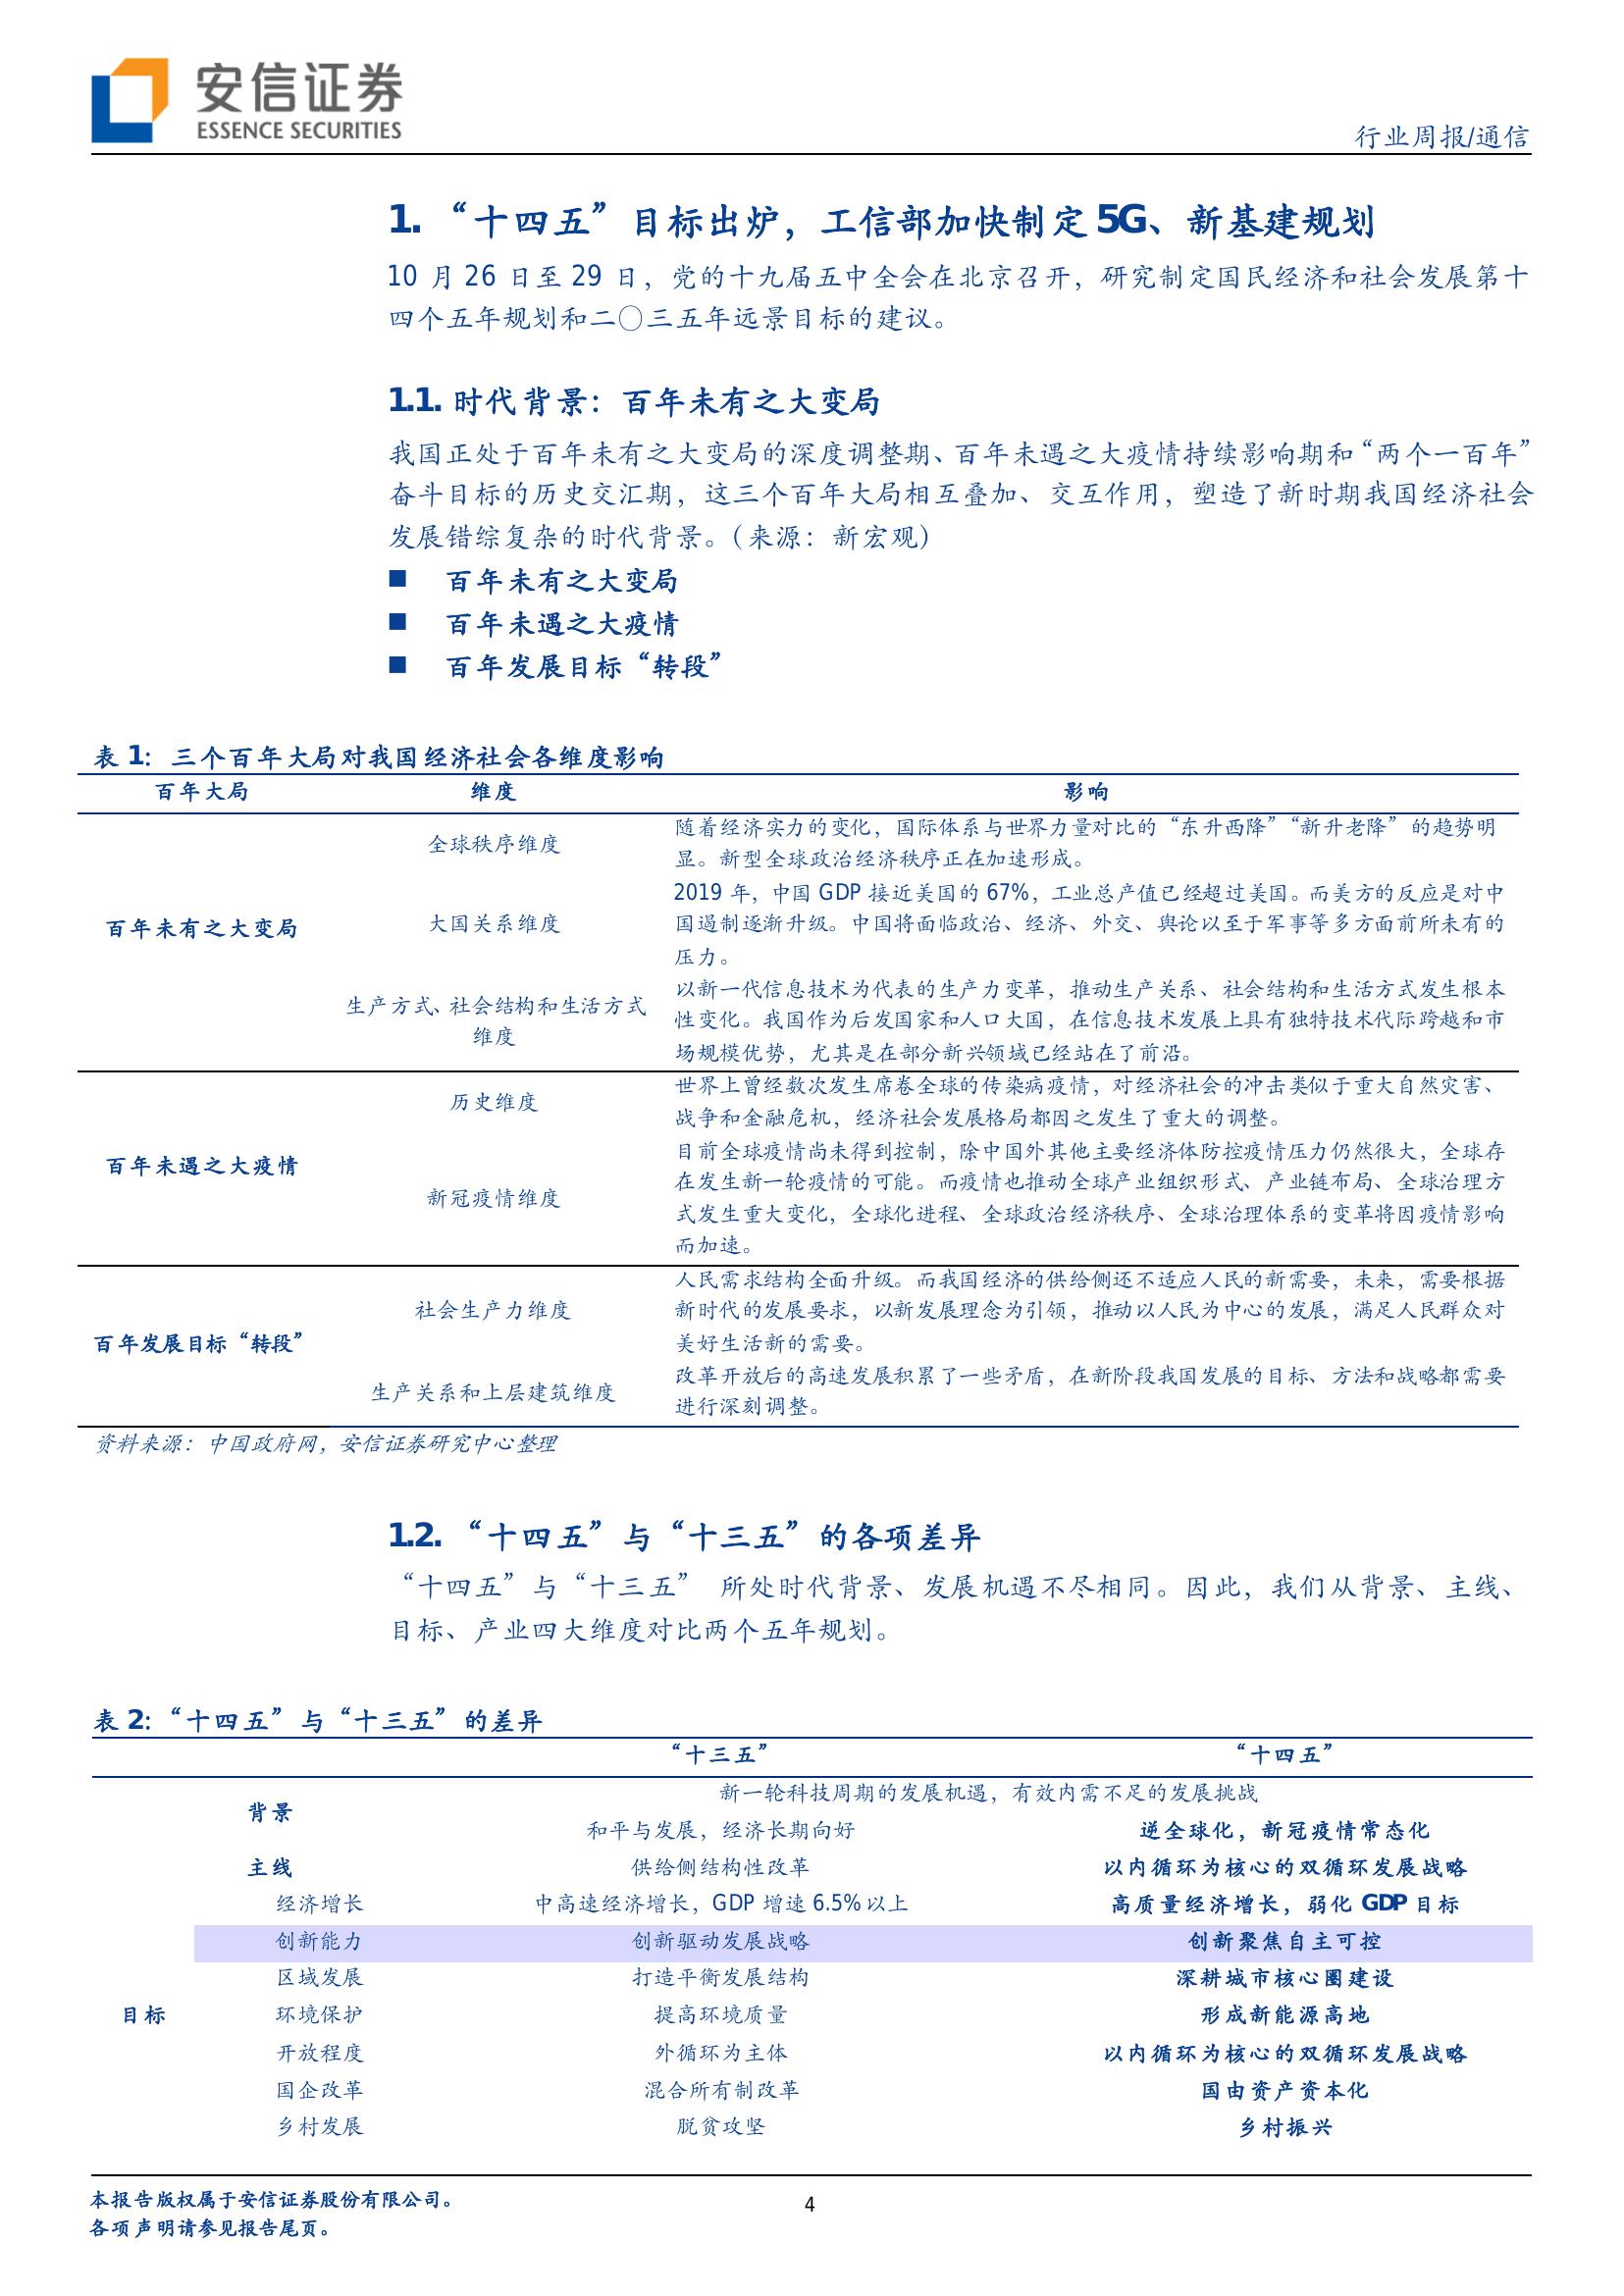 安信证券
ESSENCE SECURITIES
行业周报/通信
1. “十四五”目标出炉，工信部加快制定 5G、新基建规划
10 月 26 日至 29 日，党的十九届五中全会在北京召开，研究制定国民经济和社会发展第十
四个五年规划和二〇三五年远景目标的建议。
1.1. 时代背景：百年未有之大变局
我国正处于百年未有之大变局的深度调整期、百年未遇之大疫情持续影响期和“两个一百年”
奋斗目标的历史交汇期，这三个百年大局相互叠加、交互作用，塑造了新时期我国经济社会
发展错综复杂的时代背景。（来源：新宏观）
■ 百年未有之大变局
■ 百年未遇之大疫情
■ 百年发展目标“转段”
表 1：三个百年大局对我国经济社会各维度影响
百年大局 维度 影响
百年未有之大变局
全球秩序维度
随着经济实力的变化，国际体系与世界力量对比的“东升西降”“新升老降”的趋势明
显。新型全球政治经济秩序正在加速形成。
大国关系维度
2019 年，中国 GDP 接近美国的 67%，工业总产值已经超过美国。而美方的反应是对中
国遏制逐渐升级。中国将面临政治、经济、外交、舆论以至于军事等多方面前所未有的
压力。
生产方式、社会结构和生活方式
维度
以新一代信息技术为代表的生产力变革，推动生产关系、社会结构和生活方式发生根本
性变化。我国作为后发国家和人口大国，在信息技术发展上具有独特技术代际跨越和市
场规模优势，尤其是在部分新兴领域已经站在了前沿。
百年未遇之大疫情
历史维度
世界上曾经数次发生席卷全球的传染病疫情，对经济社会的冲击类似于重大自然灾害、
战争和金融危机，经济社会发展格局都因之发生了重大的调整。
新冠疫情维度
目前全球疫情尚未得到控制，除中国外其他主要经济体防控疫情压力仍然很大，全球存
在发生新一轮疫情的可能。而疫情也推动全球产业组织形式、产业链布局、全球治理方
式发生重大变化，全球化进程、全球政治经济秩序、全球治理体系的变革将因疫情影响
而加速。
百年发展目标“转段”
社会生产力维度
人民需求结构全面升级。而我国经济的供给侧还不适应人民的新需要，未来，需要根据
新时代的发展要求，以新发展理念为引领，推动以人民为中心的发展，满足人民群众对
美好生活新的需要。
生产关系和上层建筑维度
改革开放后的高速发展积累了一些矛盾，在新阶段我国发展的目标、方法和战略都需要
进行深刻调整。
资料来源：中国政府网，安信证券研究中心整理
1.2. “十四五”与“十三五”的各项差异
“十四五”与“十三五” 所处时代背景、发展机遇不尽相同。因此，我们从背景、主线、
目标、产业四大维度对比两个五年规划。
表 2：“十四五”与“十三五”的差异
“十三五” “十四五”
背景
新一轮科技周期的发展机遇，有效内需不足的发展挑战
和平与发展，经济长期向好 逆全球化，新冠疫情常态化
主线 供给侧结构性改革 以内循环为核心的双循环发展战略
目标
经济增长 中高速经济增长，GDP 增速 6.5%以上 高质量经济增长，弱化 GDP 目标
创新能力 创新驱动发展战略 创新聚焦自主可控
区域发展 打造平衡发展结构 深耕城市核心圈建设
环境保护 提高环境质量 形成新能源高地
开放程度 外循环为主体 以内循环为核心的双循环发展战略
国企改革 混合所有制改革 国由资产资本化
乡村发展 脱贫攻坚 乡村振兴
本报告版权属于安信证券股份有限公司。
各项声明请参见报告尾页。
4